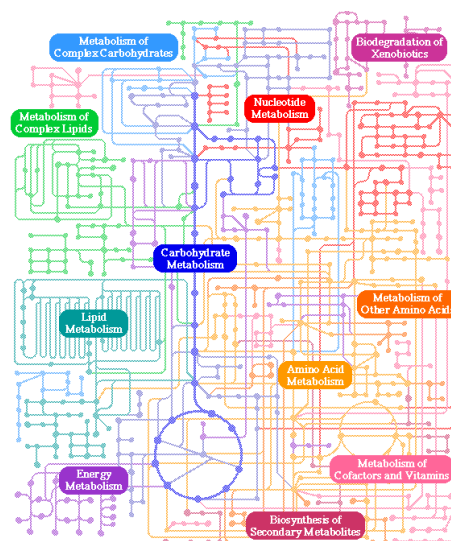 Metabolism of
Complex Carbohydrates
Biodegradation of
Xenobiotics
Nucleotide
Metabolism
Metabolism of
Complex Lipids
Carbohydrate
Metabolism
Metabolism of
Other Amino Acid
Lipid
Metabolism
Amino Acid
Metabolism
Metabolism of
Cofactors and Vitamins
Energy
Metabolism
Biosynthesis of
Secondary Metabolites